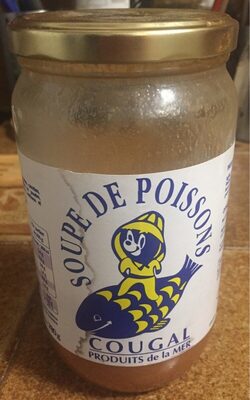 SOUPE DE POISSONS
COUGAL
PRODUITS de la MER